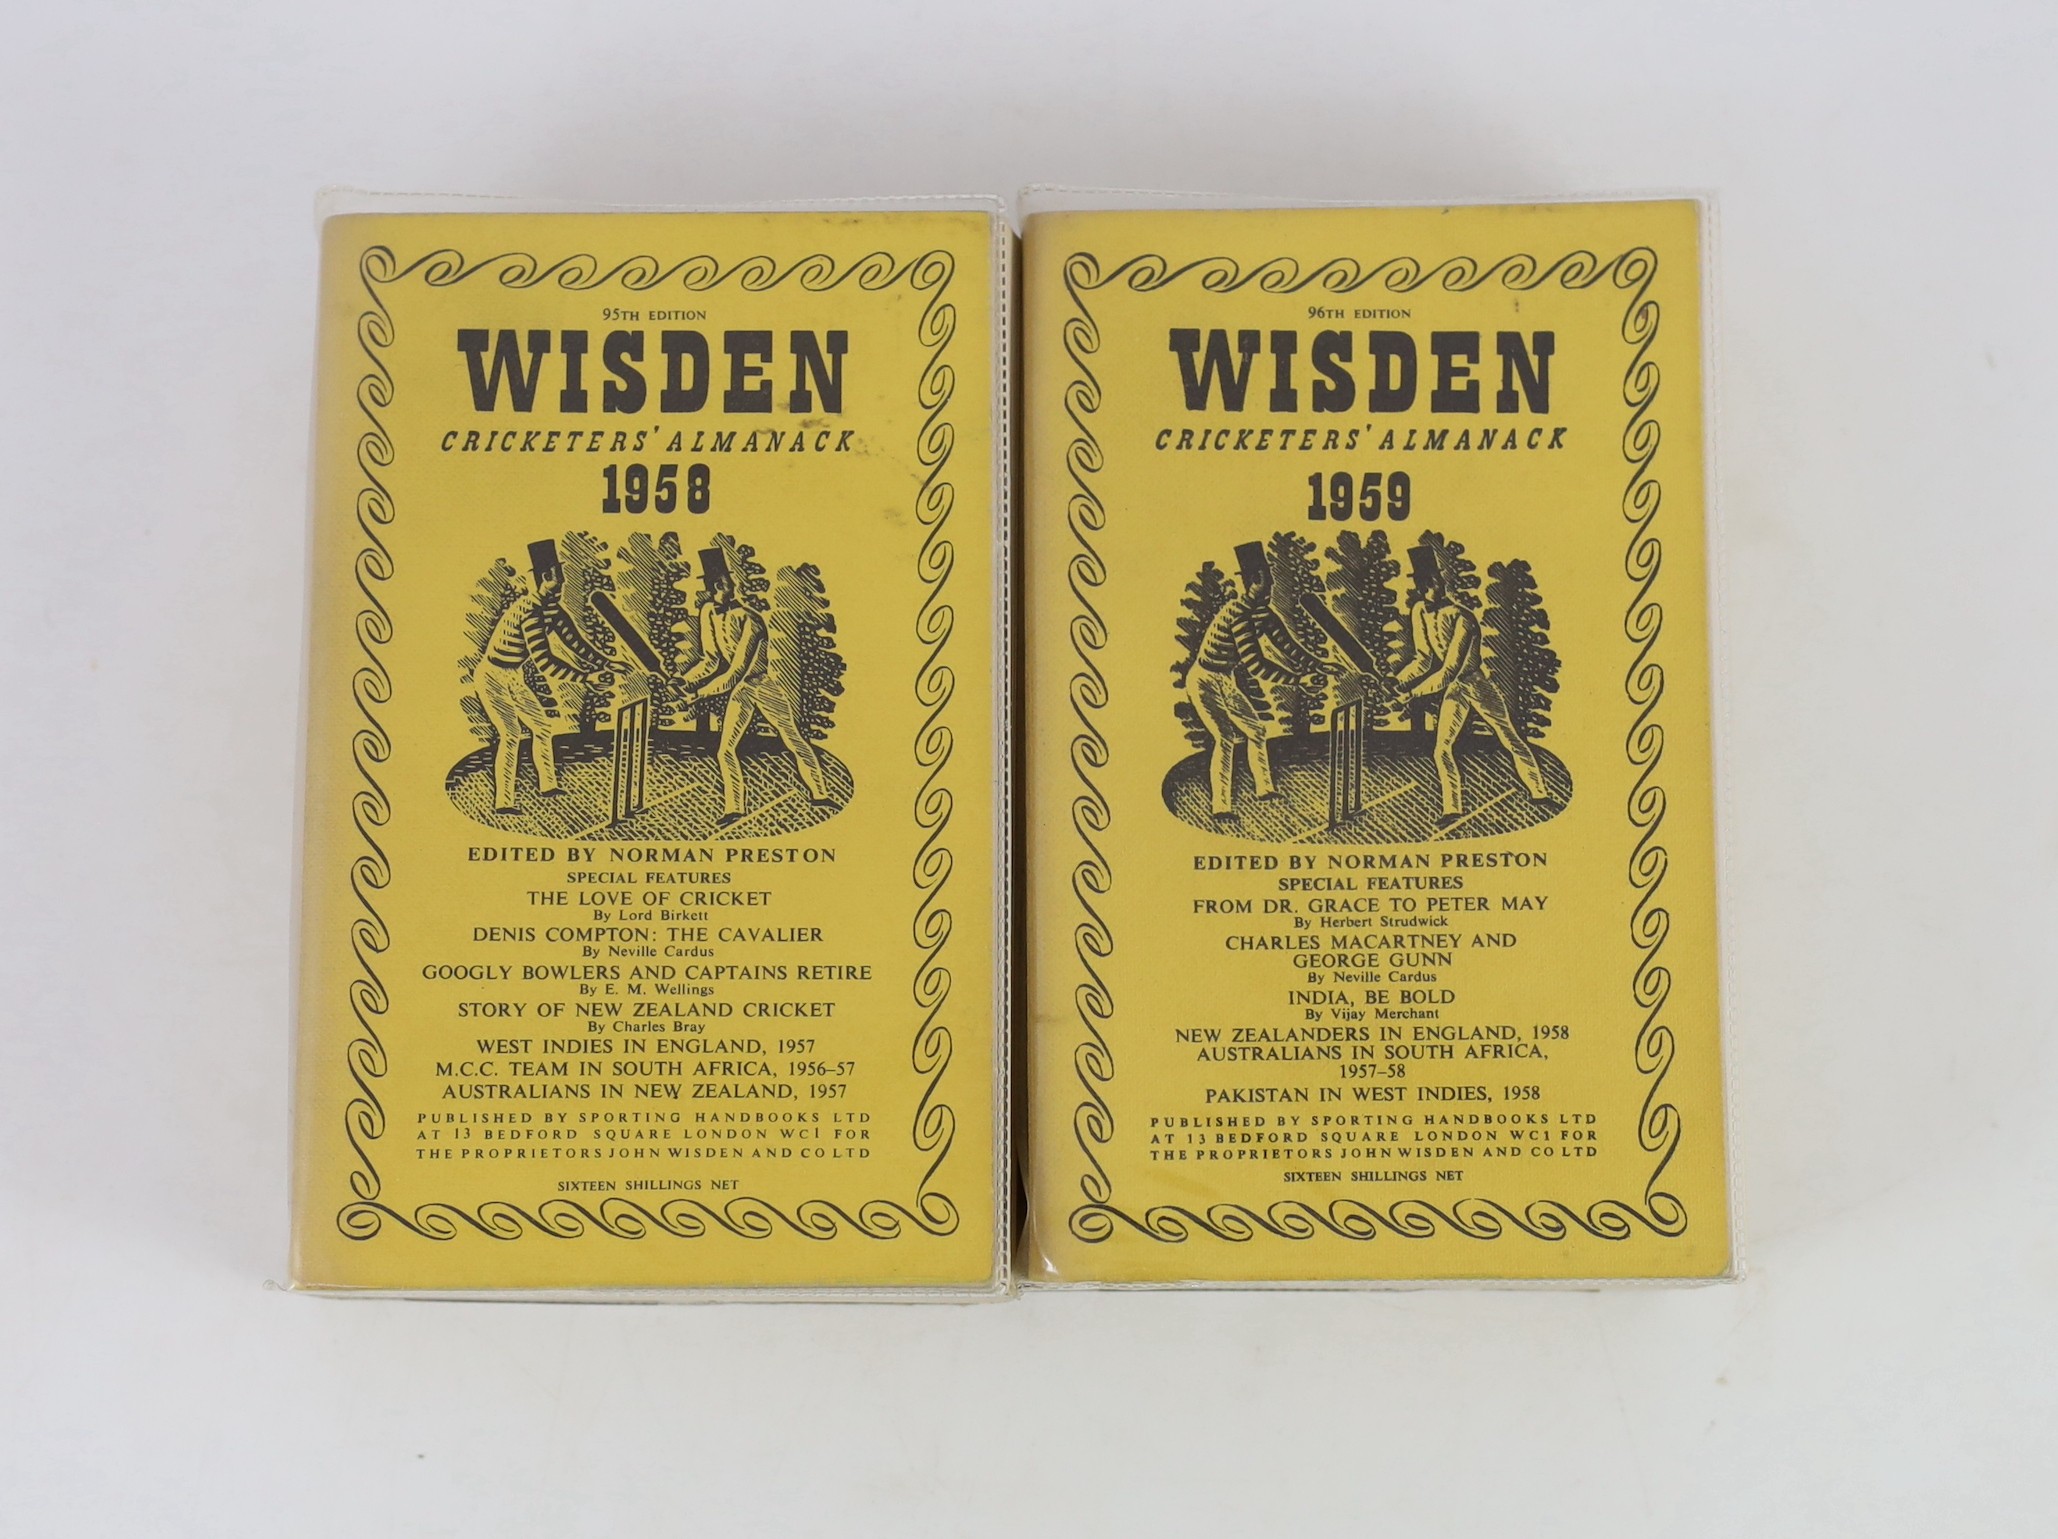 95TH EDITION
WISDEN
CRICKETERS' ALMANACK
1958
EDITED BY NORMAN PRESTON
SPECIAL FEATURES
THE LOVE OF CRICKET
By Lord Birkett
DENIS COMPTON: THE CAVALIER
By Neville Cardus
GOOGLY BOWLERS AND CAPTAINS RETIRE
By E. M. Wellings
STORY OF NEW ZEALAND CRICKET
By Charles Bray
WEST INDIES IN ENGLAND, 1957
M.C.C. TEAM IN SOUTH AFRICA, 1956–57
AUSTRALIANS IN NEW ZEALAND, 1957
PUBLISHED BY SPORTING HANDBOOKS LTD
AT 13 BEDFORD SQUARE LONDON WC1 FOR
THE PROPRIETORS JOHN WISDEN AND CO LTD
SIXTEEN SHILLINGS NET
96TH EDITION
WISDEN
CRICKETERS' ALMANACK
1959
EDITED BY NORMAN PRESTON
SPECIAL FEATURES
FROM DR. GRACE TO PETER MAY
By Herbert Strudwick
CHARLES MACARTNEY AND
GEORGE GUNN
By Neville Cardus
INDIA, BE BOLD
By Vijay Merchant
NEW ZEALANDERS IN ENGLAND, 1958
AUSTRALIANS IN SOUTH AFRICA,
1957–58
PAKISTAN IN WEST INDIES, 1958
PUBLISHED BY SPORTING HANDBOOKS LTD
AT 13 BEDFORD SQUARE LONDON WC1 FOR
THE PROPRIETORS JOHN WISDEN AND CO LTD
SIXTEEN SHILLINGS NET